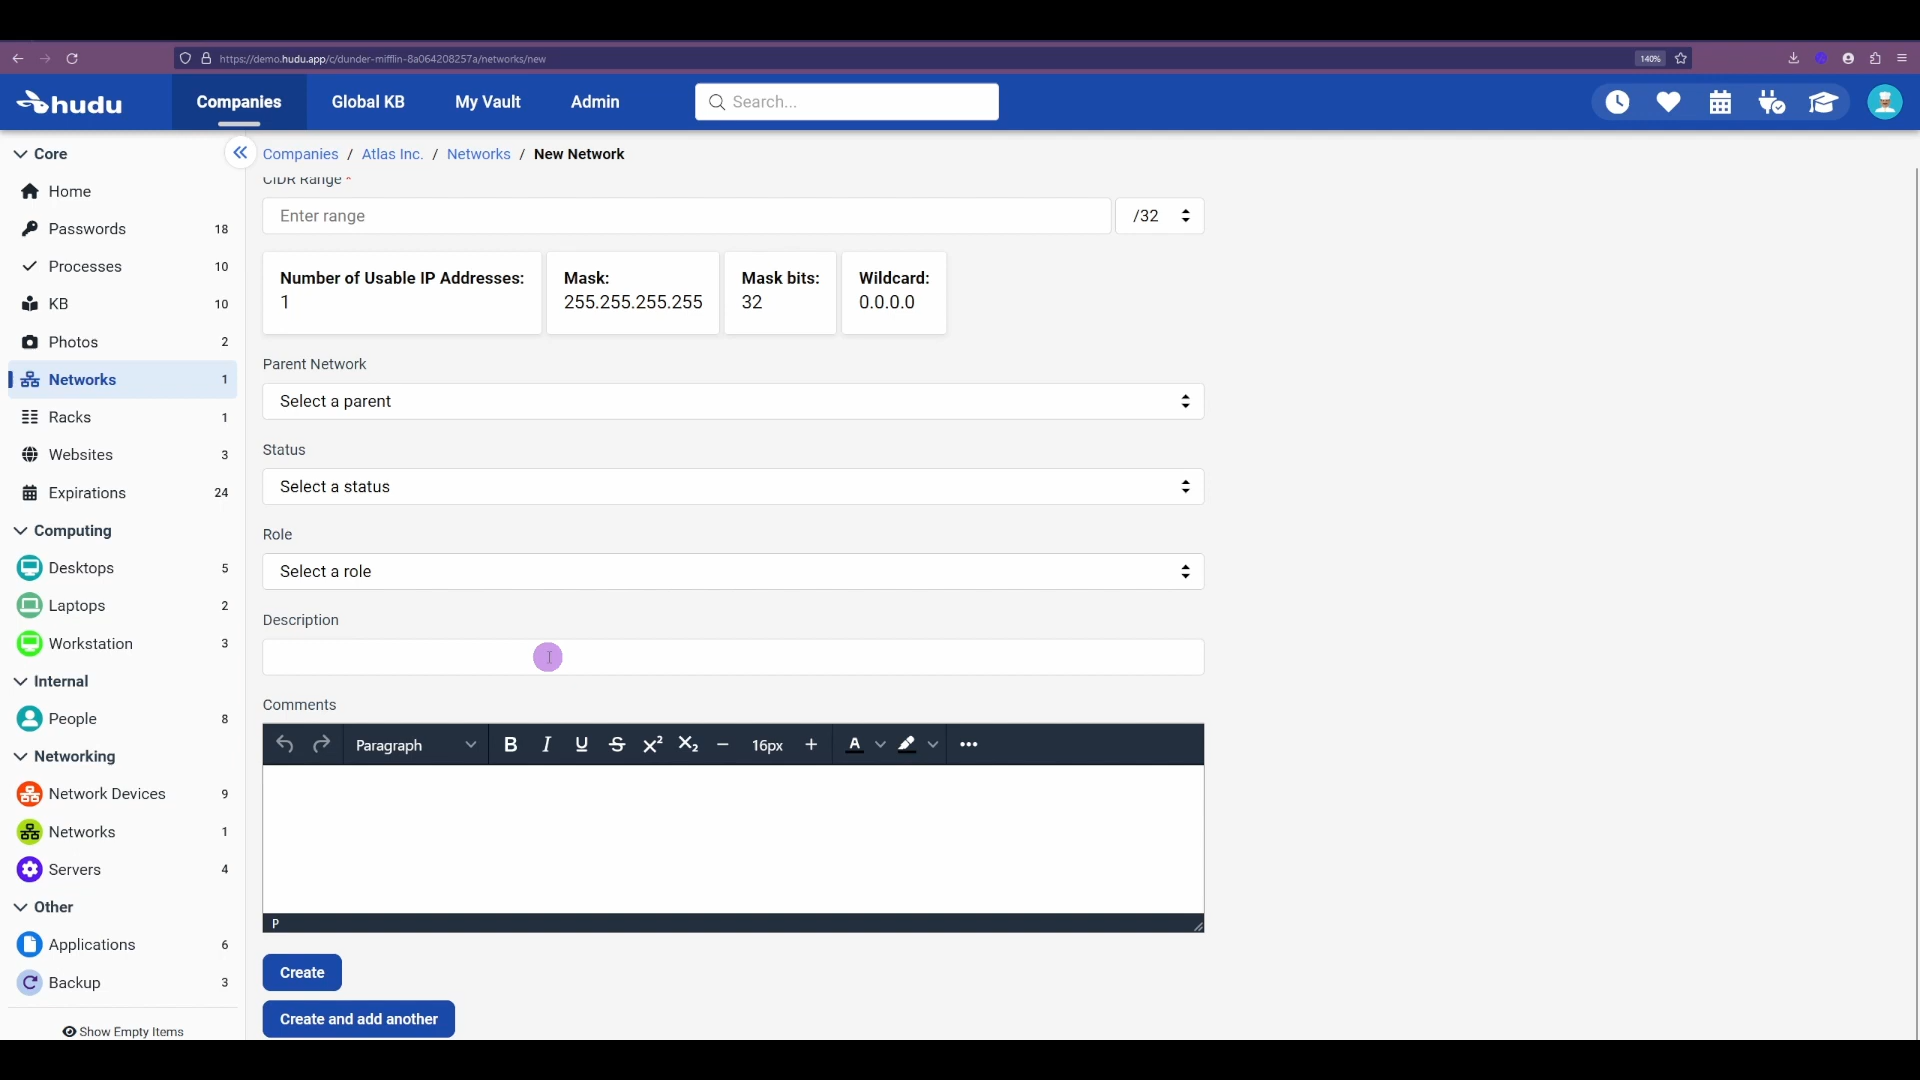 https://demo.hudu.app/c/dunder-mifflin-8a064208257a/networks/new
140%
hudu
Companies
Global KB
My Vault
Admin
Search...
Core
Home
Passwords 18
Processes 10
KB 10
Photos 2
Networks 1
Racks 1
Websites 3
Expirations 24
Computing
Desktops 5
Laptops 2
Workstation 3
Internal
People 8
Networking
Network Devices 9
Networks 1
Servers 4
Other
Applications 6
Backup 3
Show Empty Items
Companies / Atlas Inc. / Networks / New Network
CIDR Range *
Enter range
/32
Number of Usable IP Addresses:
1
Mask:
255.255.255.255
Mask bits:
32
Wildcard:
0.0.0.0
Parent Network
Select a parent
Status
Select a status
Role
Select a role
Description
Comments
Paragraph
16px
P
Create
Create and add another